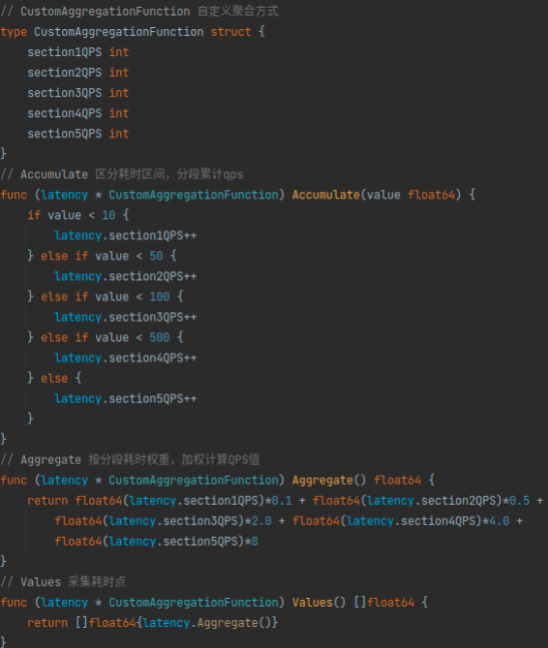 // CustomAggregationFunction 自定义聚合方式
type CustomAggregationFunction struct {
    section1QPS int
    section2QPS int
    section3QPS int
    section4QPS int
    section5QPS int
}
// Accumulate 区分耗时区间，分段累计qps
func (latency * CustomAggregationFunction) Accumulate(value float64) {
    if value < 10 {
        latency.section1QPS++
    } else if value < 50 {
        latency.section2QPS++
    } else if value < 100 {
        latency.section3QPS++
    } else if value < 500 {
        latency.section4QPS++
    } else {
        latency.section5QPS++
    }
}
// Aggregate 按分段耗时权重，加权计算QPS值
func (latency * CustomAggregationFunction) Aggregate() float64 {
    return float64(latency.section1QPS)*0.1 + float64(latency.section2QPS)*0.5 +
        float64(latency.section3QPS)*2.0 + float64(latency.section4QPS)*4.0 +
        float64(latency.section5QPS)*8
}
// Values 采集耗时点
func (latency * CustomAggregationFunction) Values() []float64 {
    return []float64{latency.Aggregate()}
}